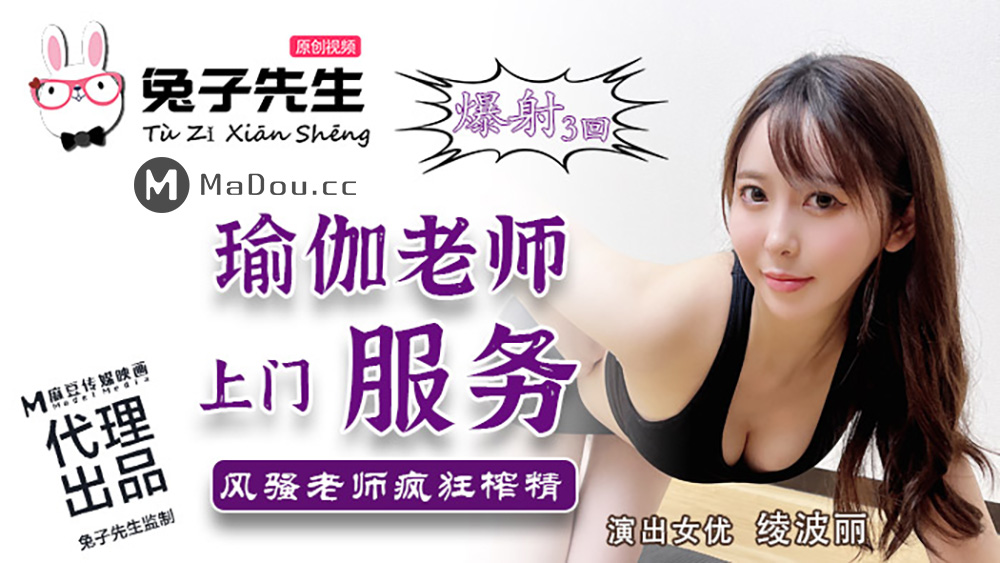 原创视频
兔子先生
Tù Zǐ Xiān Shēng
MaDou.cc
爆射3回
瑜伽老师
上门服务
风骚老师疯狂榨精
麻豆传媒映画
Model Media
代理
出品
兔子先生监制
演出女优 绫波丽